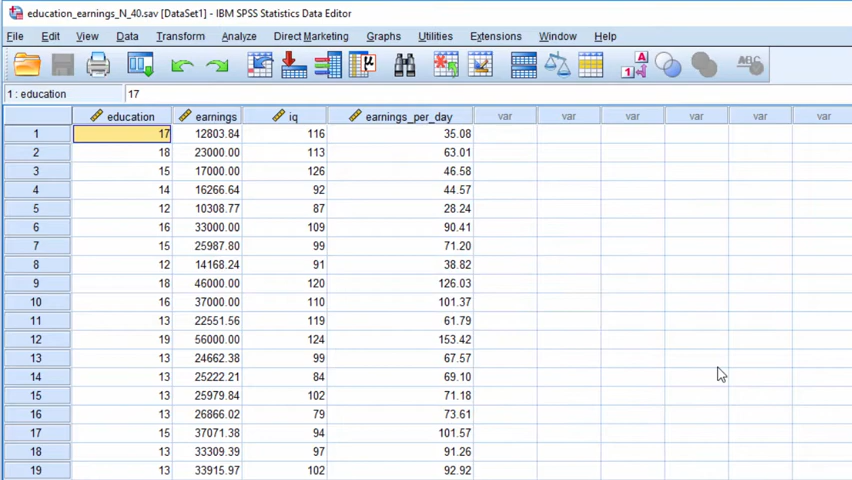 education_earnings_N_40.sav [DataSet1] - IBM SPSS Statistics Data Editor
File Edit View Data Transform Analyze Direct Marketing Graphs Utilities Extensions Window Help
1 : education 17
education earnings iq earnings_per_day var var var var var var
1 17 12803.84 116 35.08
2 18 23000.00 113 63.01
3 15 17000.00 126 46.58
4 14 16266.64 92 44.57
5 12 10308.77 87 28.24
6 16 33000.00 109 90.41
7 15 25987.80 99 71.20
8 12 14168.24 91 38.82
9 18 46000.00 120 126.03
10 16 37000.00 110 101.37
11 13 22551.56 119 61.79
12 19 56000.00 124 153.42
13 13 24662.38 99 67.57
14 13 25222.21 84 69.10
15 13 25979.84 102 71.18
16 13 26866.02 79 73.61
17 15 37071.38 94 101.57
18 13 33309.39 97 91.26
19 13 33915.97 102 92.92